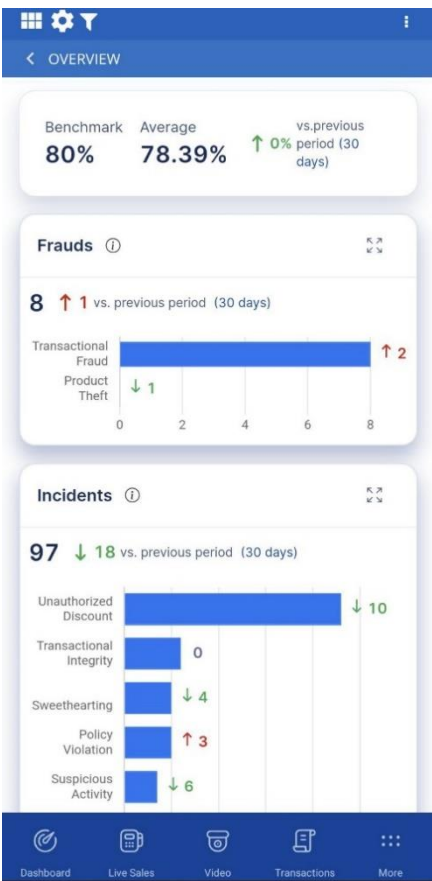 OVERVIEW
Benchmark Average vs.previous
80% 78.39% ↑ 0% period (30
days)
Frauds
8 ↑ 1 vs. previous period (30 days)
Transactional
Fraud
↑ 2
Product
Theft
↓ 1
0 2 4 6 8
Incidents
97 ↓ 18 vs. previous period (30 days)
Unauthorized
Discount
↓ 10
Transactional
Integrity
0
Sweethearting
↓ 4
Policy
Violation
↑ 3
Suspicious
Activity
↓ 6
Dashboard Live Sales Video Transactions More